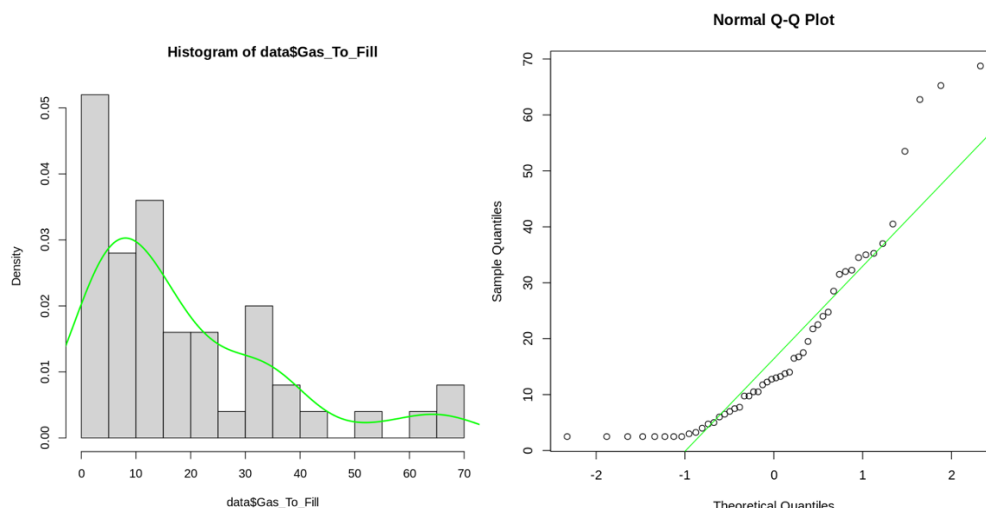 Histogram of data$Gas_To_Fill
Density
0.00
0.01
0.02
0.03
0.04
0.05
0 10 20 30 40 50 60 70
data$Gas_To_Fill
Normal Q-Q Plot
Sample Quantiles
0
10
20
30
40
50
60
70
-2 -1 0 1 2
Theoretical Quantiles